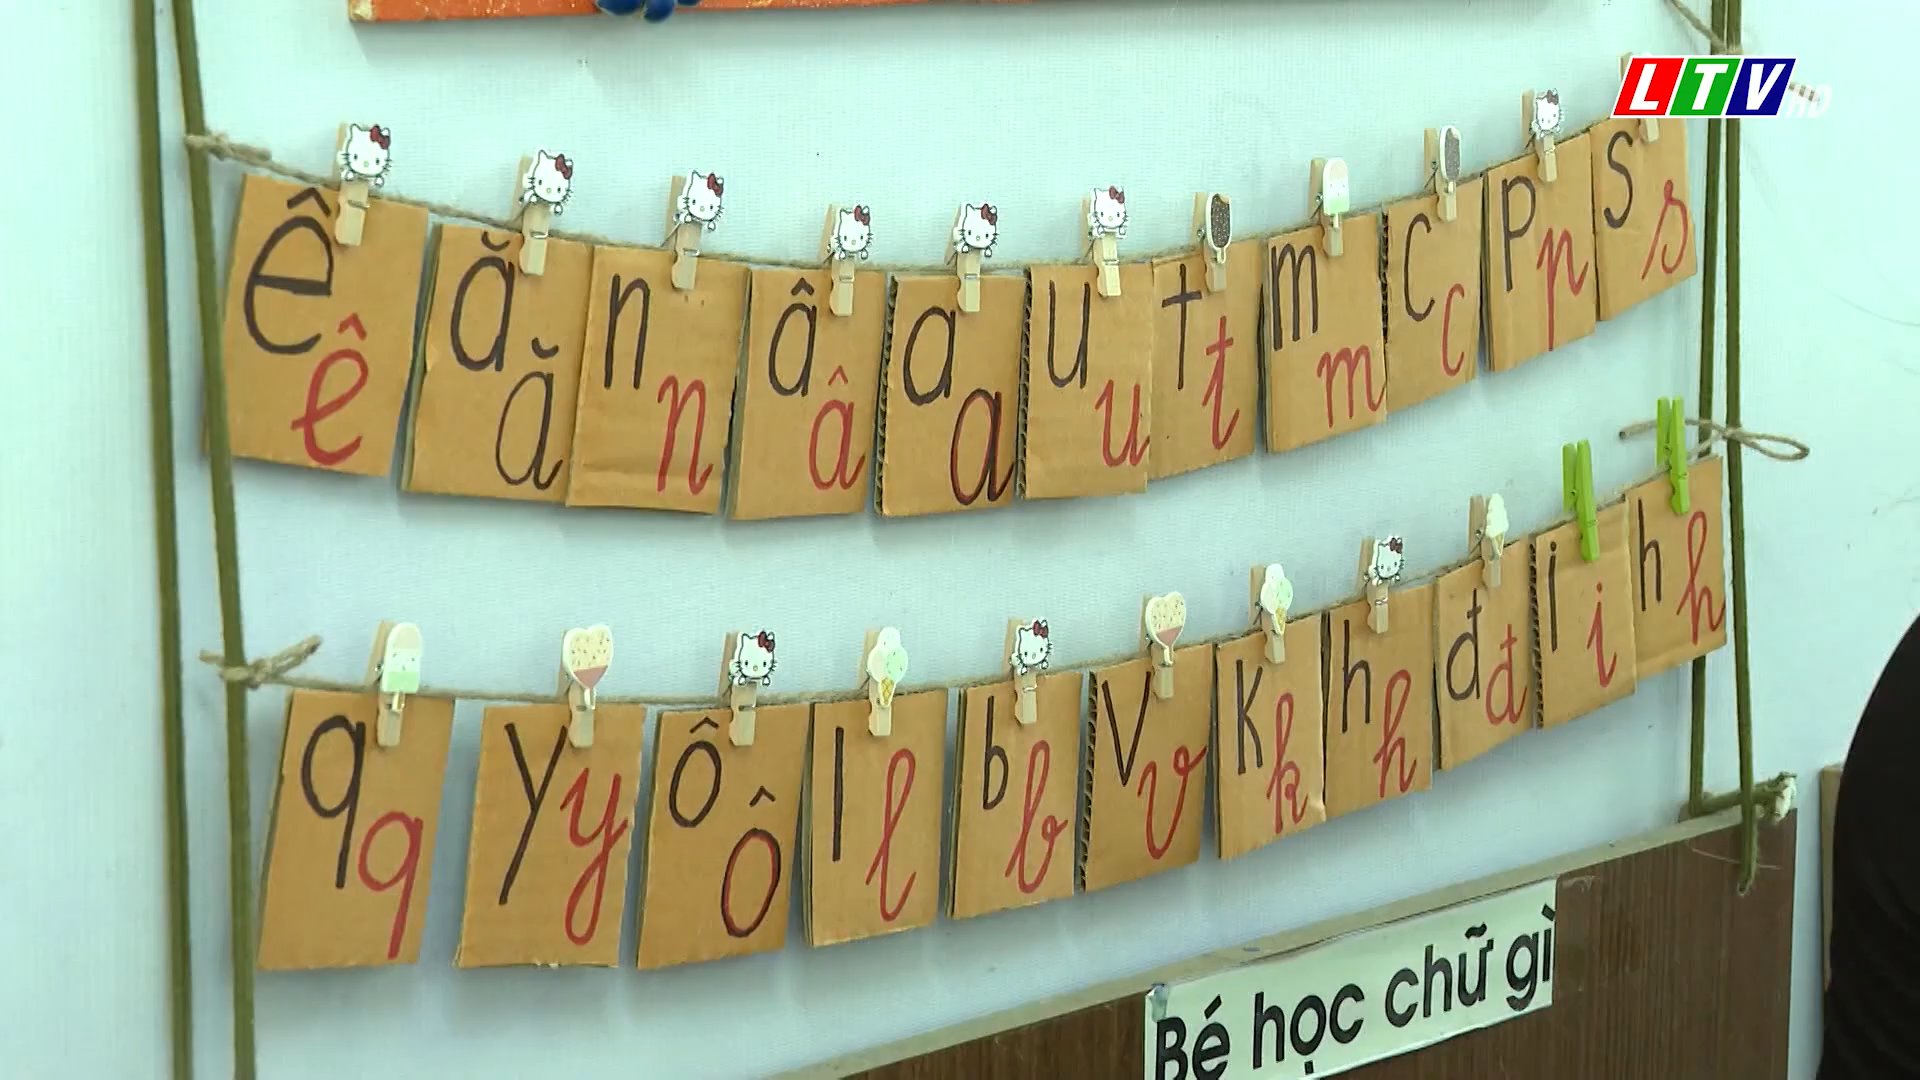 LTV HD
ê ê ă ă n n â â a a u u t t m m c c p p s s
q q y y ô ô l l b b v v k k h h đ đ i i h h
Bé học chữ gì